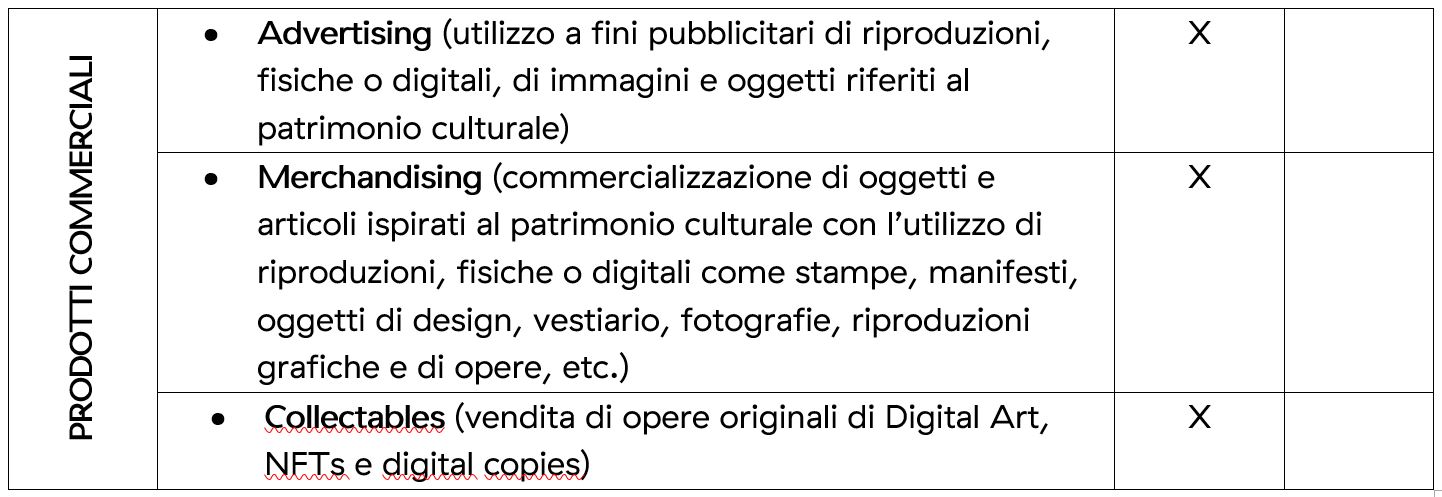 PRODOTTI COMMERCIALI
● Advertising (utilizzo a fini pubblicitari di riproduzioni, X
fisiche o digitali, di immagini e oggetti riferiti al
patrimonio culturale)
● Merchandising (commercializzazione di oggetti e X
articoli ispirati al patrimonio culturale con l’utilizzo di
riproduzioni, fisiche o digitali come stampe, manifesti,
oggetti di design, vestiario, fotografie, riproduzioni
grafiche e di opere, etc.)
● Collectables (vendita di opere originali di Digital Art, X
NFTs e digital copies)